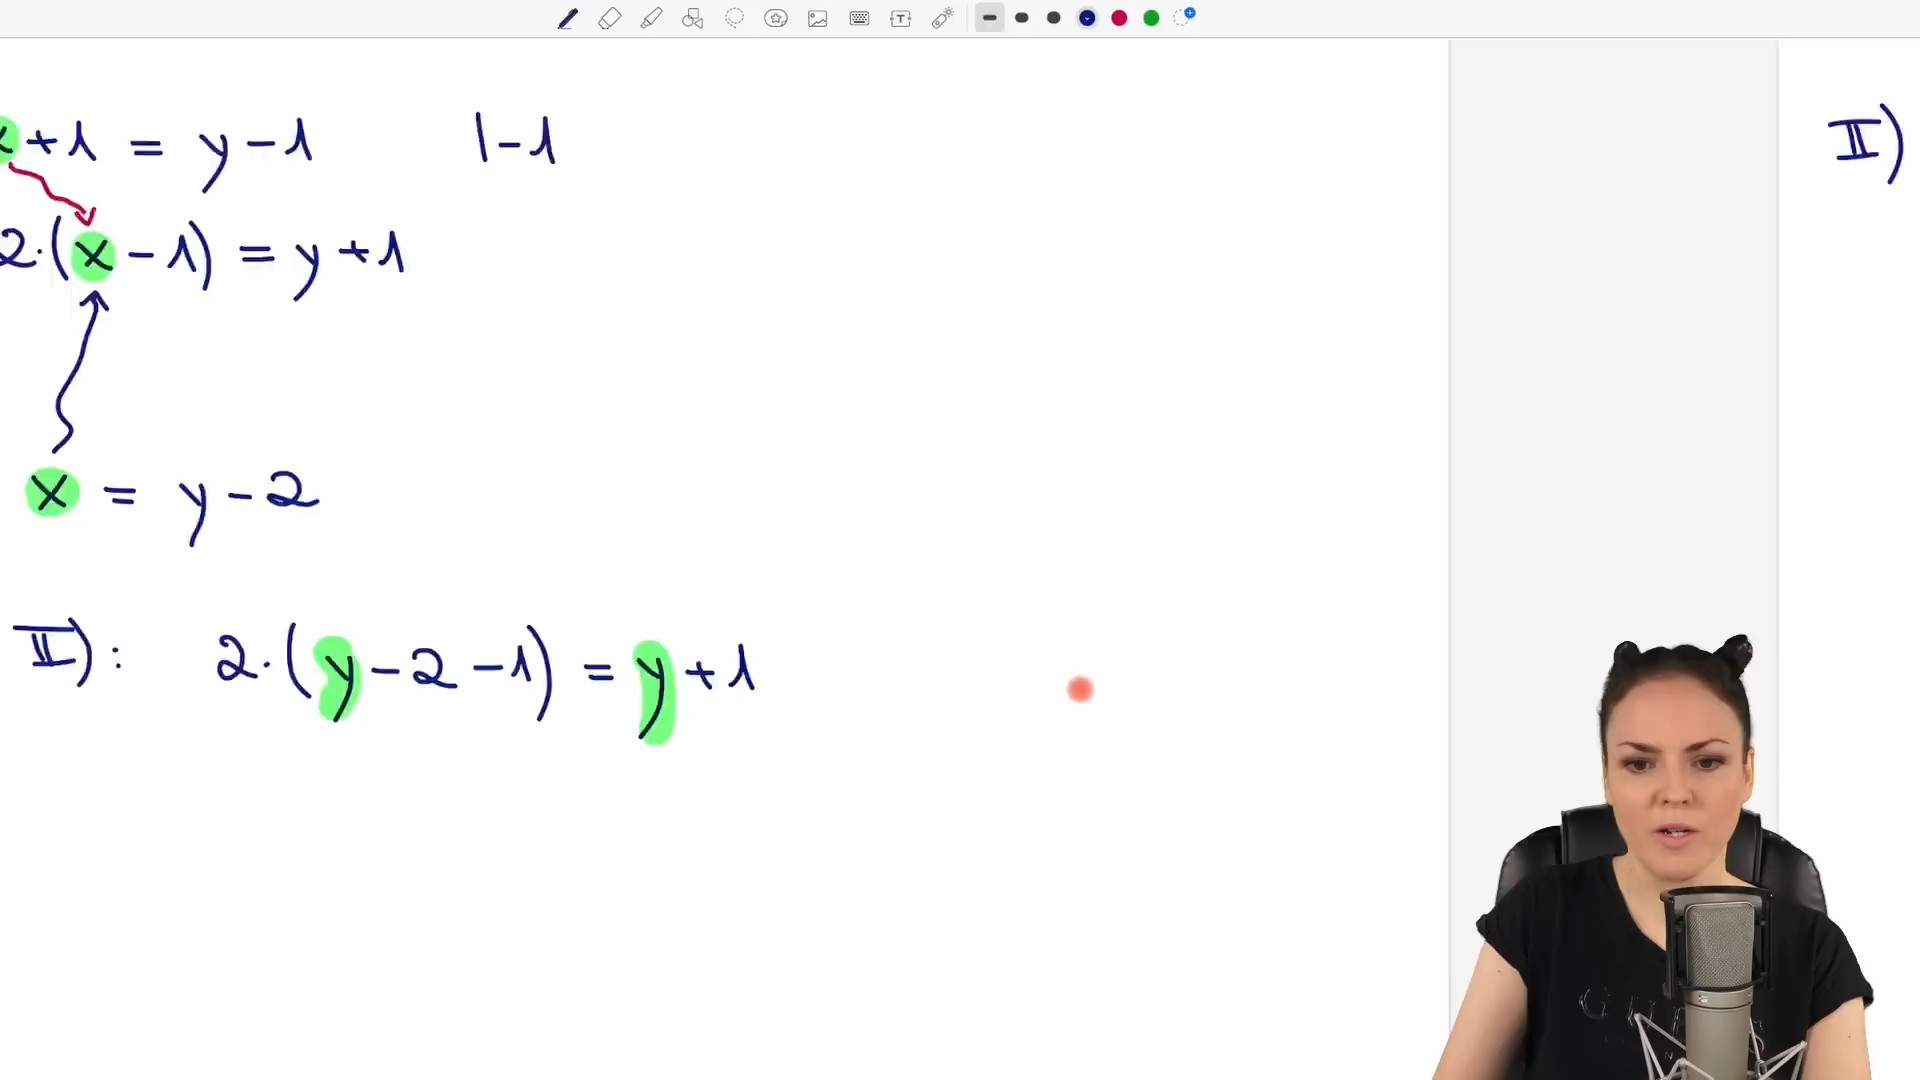 x + 1 = y - 1 | - 1
II)
2 · (x - 1) = y + 1
x = y - 2
II) : 2 · (y - 2 - 1) = y + 1